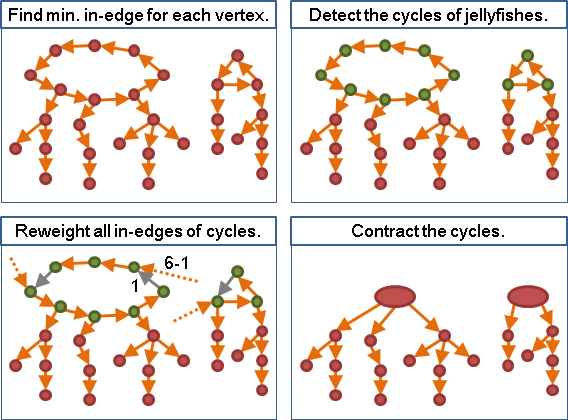 Find min. in-edge for each vertex.
Detect the cycles of jellyfishes.
Reweight all in-edges of cycles.
6-1
1
Contract the cycles.